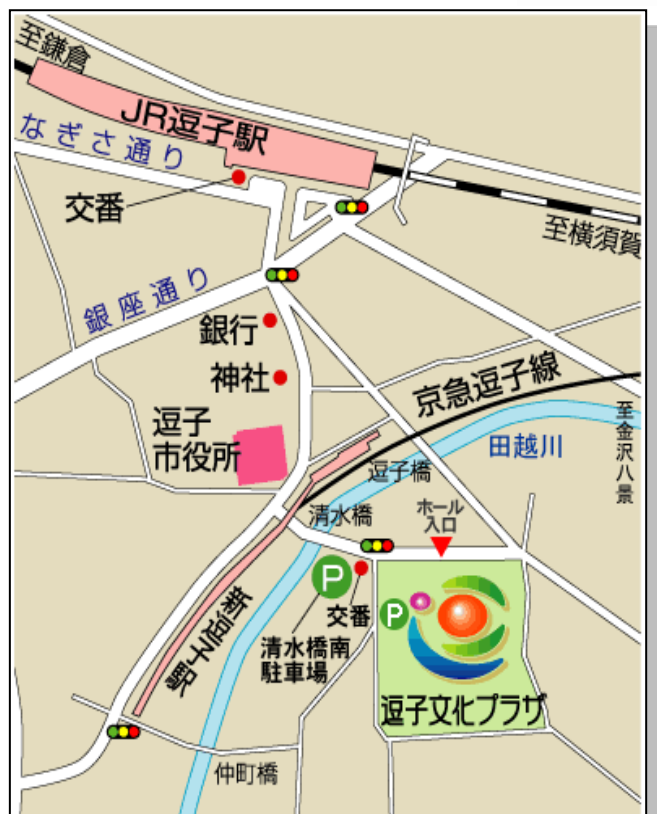 至鎌倉
JR逗子駅
なぎさ通り
交番
至横須賀
銀座通り
銀行
神社
京急逗子線
逗子
市役所
至金沢八景
田越川
逗子橋
ホール
入口
清水橋
P
交番
P
清水橋南
駐車場
新逗子駅
逗子文化プラザ
仲町橋